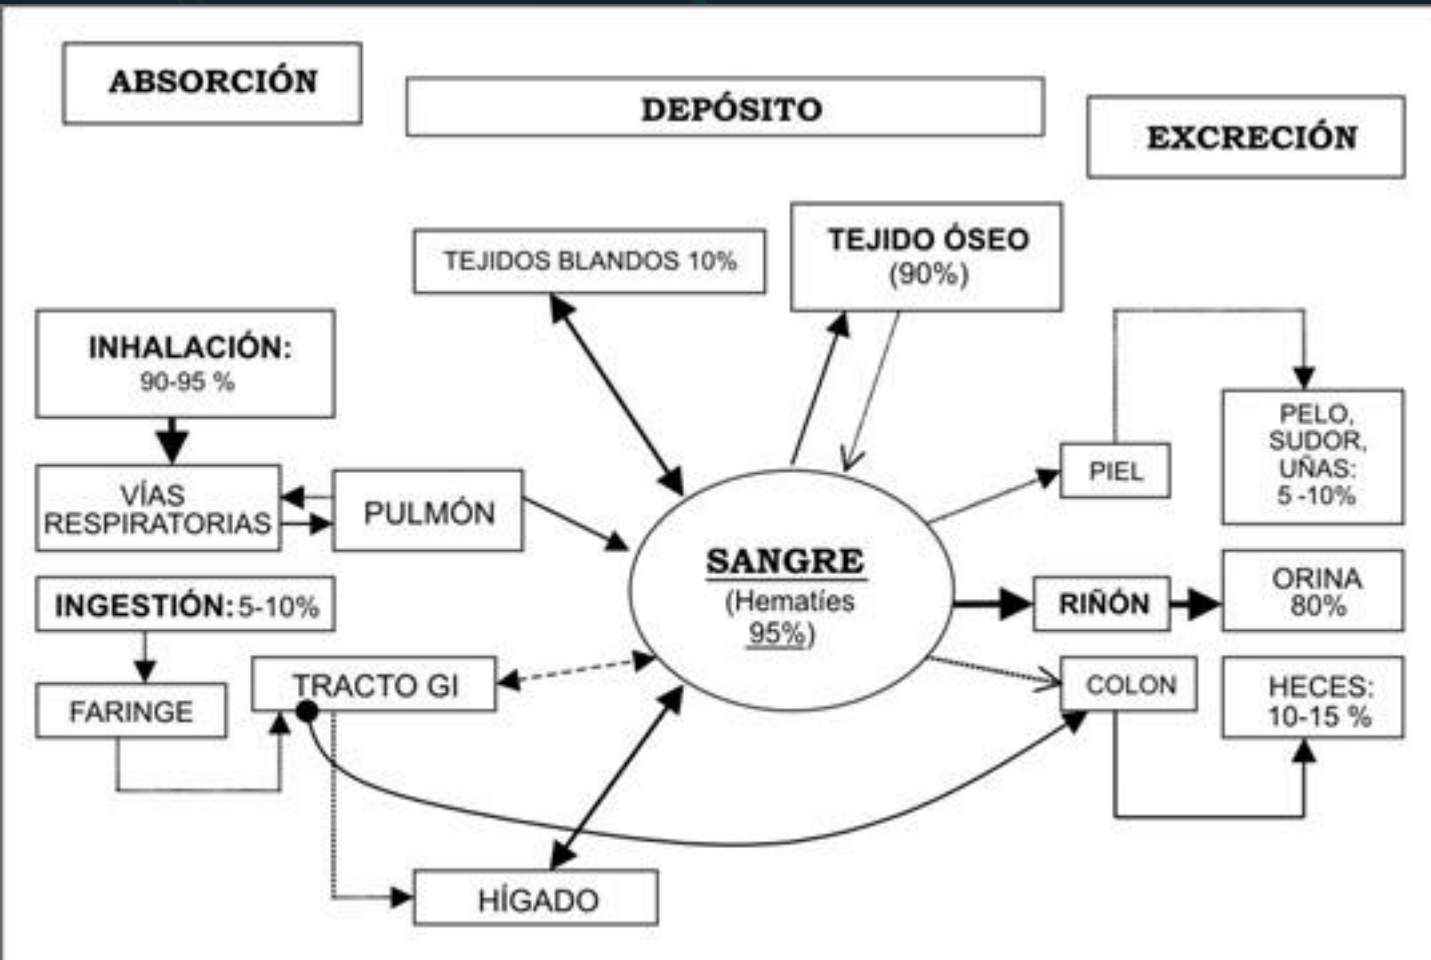 ABSORCIÓN
DEPÓSITO
EXCRECIÓN
TEJIDOS BLANDOS 10%
TEJIDO ÓSEO
(90%)
INHALACIÓN:
90-95 %
VÍAS
RESPIRATORIAS
PULMÓN
INGESTIÓN: 5-10%
FARINGE
TRACTO GI
HÍGADO
SANGRE
(Hematíes
95%)
PIEL
PELO,
SUDOR,
UÑAS:
5 -10%
RIÑÓN
ORINA
80%
COLON
HECES:
10-15 %